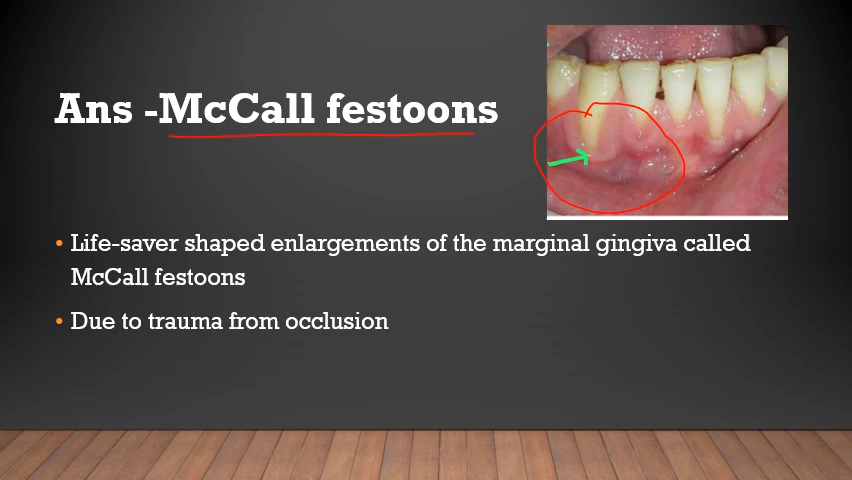 Ans -McCall festoons
• Life-saver shaped enlargements of the marginal gingiva called
McCall festoons
• Due to trauma from occlusion